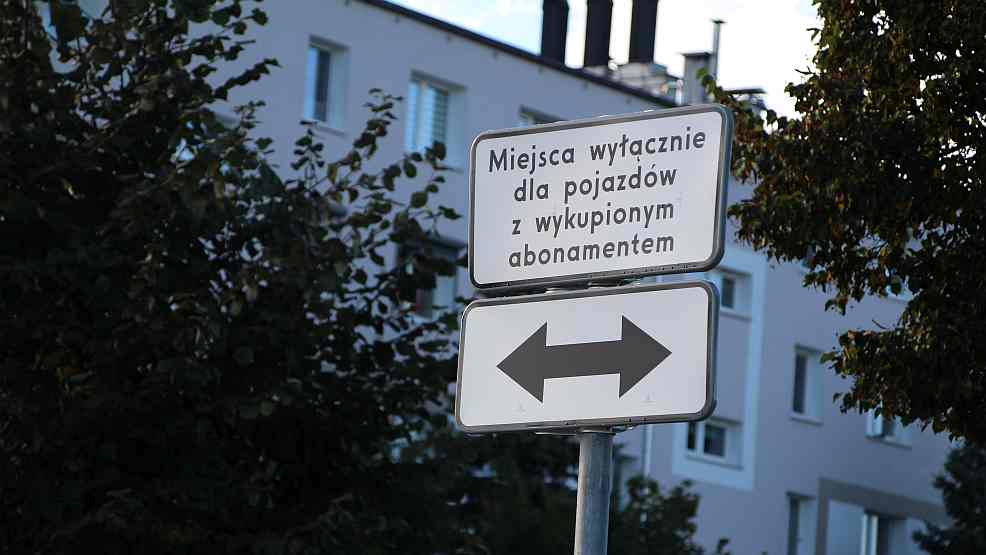 Miejsca wyłącznie
dla pojazdów
z wykupionym
abonamentem